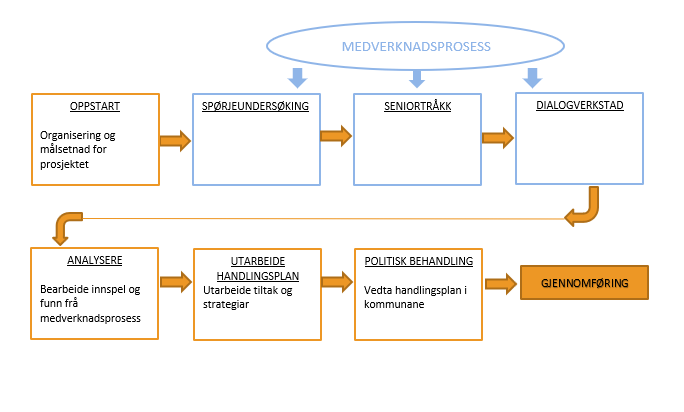 MEDVERKNADSPROSESS
OPPSTART
Organisering og
målsetnad for
prosjektet
SPØRJEUNDERSØKING
SENIORTRÅKK
DIALOGVERKSTAD
ANALYSERE
Bearbeide innspel og
funn frå
medverknadsprosess
UTARBEIDE
HANDLINGSPLAN
Utarbeide tiltak og
strategiar
POLITISK BEHANDLING
Vedta handlingsplan i
kommunane
GJENNOMFØRING